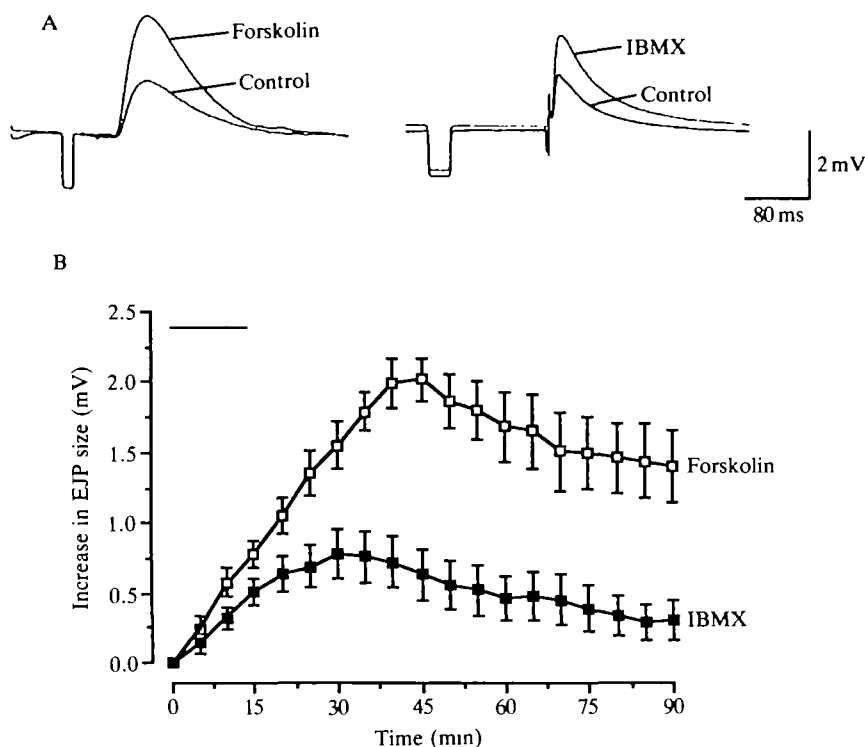 A
Forskolin
Control
IBMX
Control
2 mV
80 ms
B
Increase in EJP size (mV)
2.5
2.0
1.5
1.0
0.5
0.0
Forskolin
IBMX
0 15 30 45 60 75 90
Time (min)